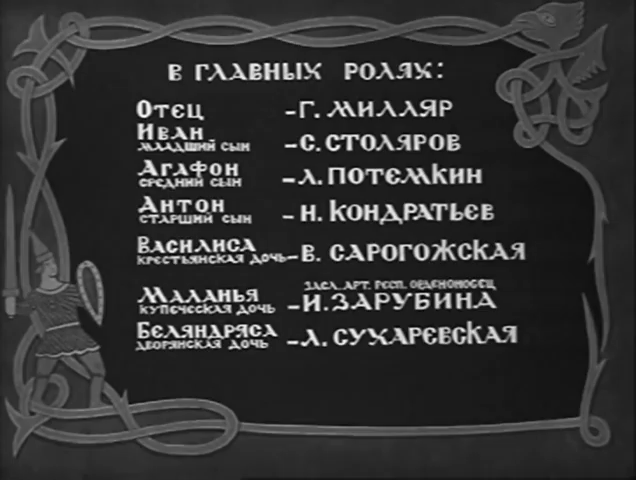 В ГЛАВНЫХ РОЛЯХ:
ОТЕЦ – Г. МИЛЛЯР
ИВАН – С. СТОЛЯРОВ
МЛАДШИЙ СЫН
АГАФОН – Л. ПОТЕМКИН
СРЕДНИЙ СЫН
АНТОН – Н. КОНДРАТЬЕВ
СТАРШИЙ СЫН
ВАСИЛИСА – В. САРОГОЖСКАЯ
КРЕСТЬЯНСКАЯ ДОЧЬ
ЗАСЛ. АРТ. РЕСП. ОРДЕНОНОСЕЦ
МАЛАНЬЯ – И. ЗАРУБИНА
КУПЕЧЕСКАЯ ДОЧЬ
БЕЛЯНДРЯСА – Л. СУХАРЕВСКАЯ
ДВОРЯНСКАЯ ДОЧЬ